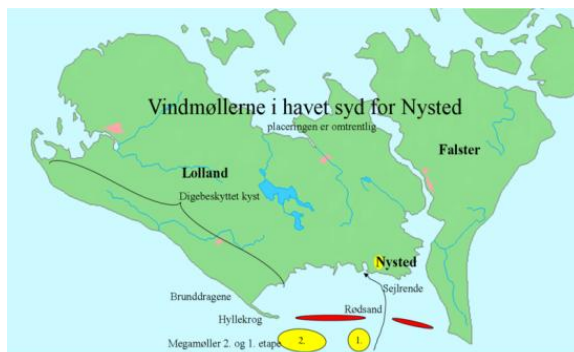 Vindmøllerne i havet syd for Nysted
placeringen er omtrentlig
Falster
Lolland
Digebeskyttet kyst
Nysted
Sejlrende
Brunddragene
Rødsand
Hyllekrog
Megamøller 2. og 1. etape
2.
1.